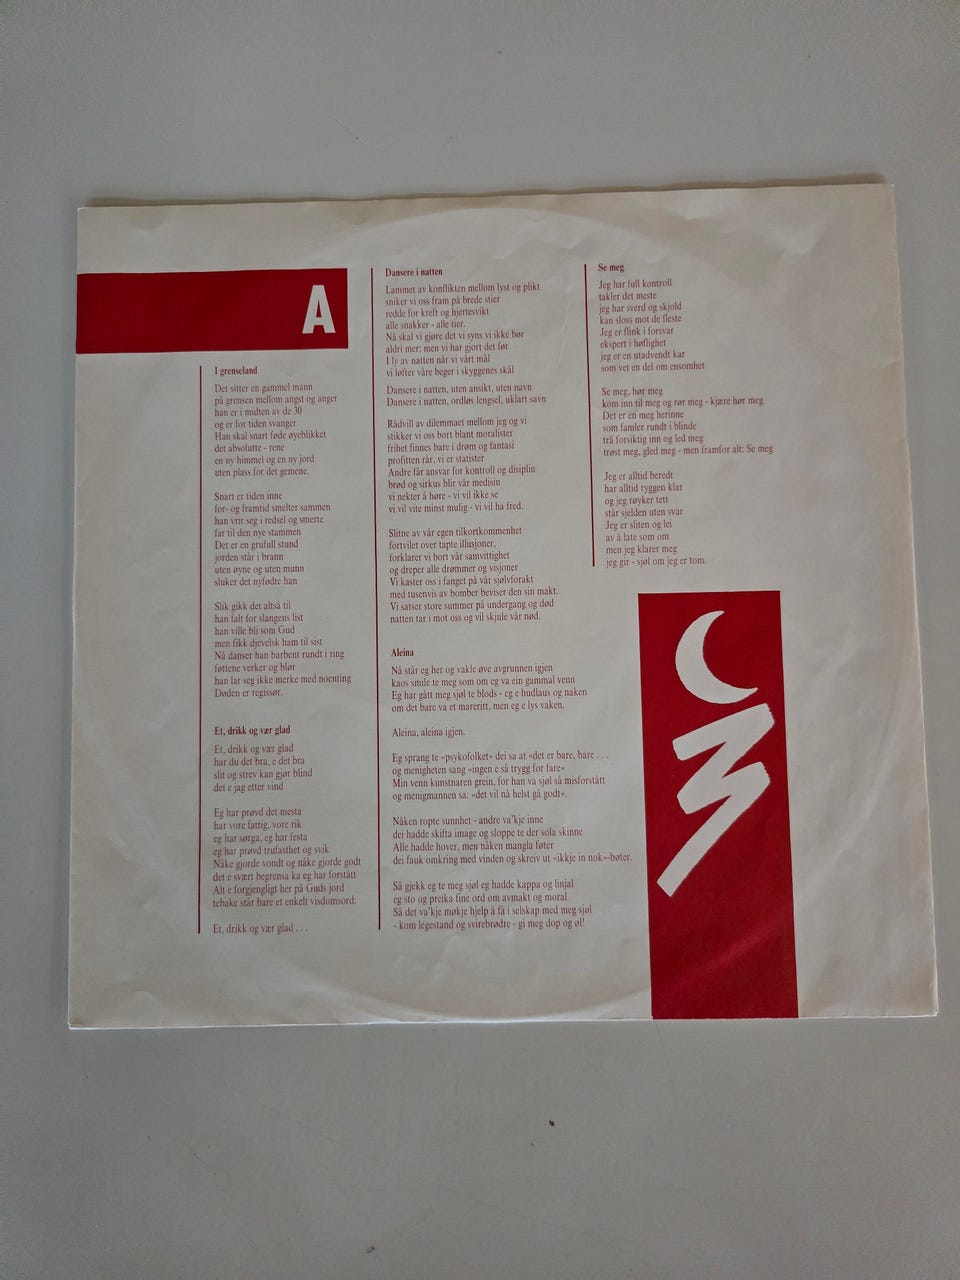 A
I grenseland
Det sitter en gammel mann
på grensen mellom angst og anger
han er i midten av de 30
og er for tiden svanger
Han skal snart føde øyeblikket
det absolutte - rene
en ny himmel og en ny jord
uten plass for det gemene.
Snart er tiden inne
for- og framtid smelter sammen
han vrir seg i redsel og smerte
far til den nye stammen
Det er en grufull stund
jorden står i brann
uten øyne og uten munn
sluker det nyfødte han
Slik gikk det altså til
han falt for slangens list
han ville bli som Gud
men fikk djevelsk ham til sist
Nå danser han barbent rundt i ring
føttene verker og blør
han lar seg ikke merke med noenting
Døden er regissør.
Et, drikk og vær glad
Et, drikk og vær glad
har du det bra, e det bra
slit og strev kan gjør blind
det e jag etter vind
Eg har prøvd det mesta
har vore fattig, vore rik
eg har sørga, eg har festa
eg har prøvd trufasthet og svik
Nåke gjorde vondt og nåke gjorde godt
det e svært begrensa ka eg har forstått
Alt e forgjengligt her på Guds jord
tebake står bare et enkelt visdomsord:
Et, drikk og vær glad . . .
Dansere i natten
Lammet av konflikten mellom lyst og plikt
sniker vi oss fram på brede stier
redde for kreft og hjertesvikt
alle snakker - alle tier.
Nå skal vi gjøre det vi syns vi ikke bør
aldri mer; men vi har gjort det før
I ly av natten når vi vårt mål
vi løfter våre beger i skyggenes skål
Dansere i natten, uten ansikt, uten navn
Dansere i natten, ordløs lengsel, uklart savn
Rådvill av dilemmaet mellom jeg og vi
stikker vi oss bort blant moralister
frihet finnes bare i drøm og fantasi
profitten rår, vi er statister
Andre får ansvar for kontroll og disiplin
brød og sirkus blir vår medisin
vi nekter å høre - vi vil ikke se
vi vil vite minst mulig - vi vil ha fred.
Slitne av vår egen tilkortkommenhet
fortvilet over tapte illusjoner,
forklarer vi bort vår samvittighet
og dreper alle drømmer og visjoner
Vi kaster oss i fanget på vår sjølvforakt
med tusenvis av bomber beviser den sin makt.
Vi satser store summer på undergang og død
natten tar i mot oss og vil skjule vår nød.
Aleina
Nå står eg her og vakle øve avgrunnen igjen
kaos smile te meg som om eg va ein gammal venn
Eg har gått meg sjøl te blods - eg e hudlaus og naken
om det bare va et mareritt, men eg e lys vaken.
Aleina, aleina igjen.
Eg sprang te «psykofolket» dei sa at «det er bare, bare . . .
og menigheten sang «ingen e så trygg for fare»
Min venn kunstnaren grein, for han va sjøl så misforstått
og menigmannen sa: «det vil nå helst gå godt».
Nåken ropte sunnhet - andre va'kje inne
dei hadde skifta image og sloppe te der sola skinne
Alle hadde hover, men nåken mangla føter
dei fauk omkring med vinden og skreiv ut «ikkje in nok»-bøter.
Så gjekk eg te meg sjøl eg hadde kappa og linjal
eg sto og preika fine ord om avmakt og moral
Så det va'kje møkje hjelp å få i selskap med meg sjøl
- kom legestand og svirebrødre - gi meg dop og øl!
Se meg
Jeg har full kontroll
takler det meste
jeg har sverd og skjold
kan sloss mot de fleste
Jeg er flink i forsvar
ekspert i høflighet
jeg er en utadvendt kar
som vet en del om ensomhet
Se meg, hør meg
kom inn til meg og rør meg - kjære hør meg
Det er en meg herinne
som famler rundt i blinde
trå forsiktig inn og led meg
trøst meg, gled meg - men framfor alt: Se meg
Jeg er alltid beredt
har alltid ryggen klar
og jeg røyker tett
står sjelden uten svar
Jeg er sliten og lei
av å late som om
men jeg klarer meg
jeg gir - sjøl om jeg er tom.